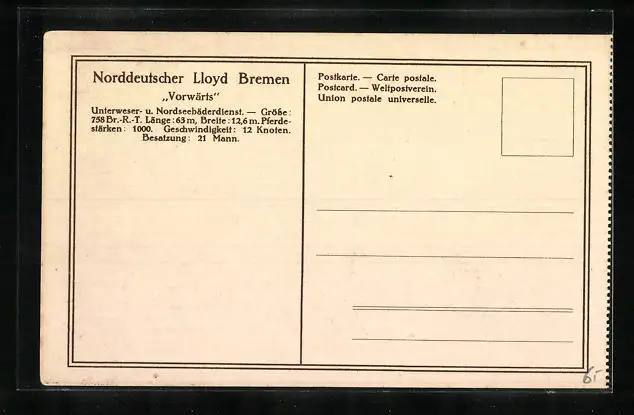 Norddeutscher Lloyd Bremen
„Vorwärts“
Unterweser- u. Nordseebäderdienst. — Größe:
758 Br.-R.-T. Länge: 63 m, Breite: 12,6 m. Pferde-
stärken: 1000. Geschwindigkeit: 12 Knoten.
Besatzung: 21 Mann.
Postkarte. — Carte postale.
Postcard. — Weltpostverein.
Union postale universelle.